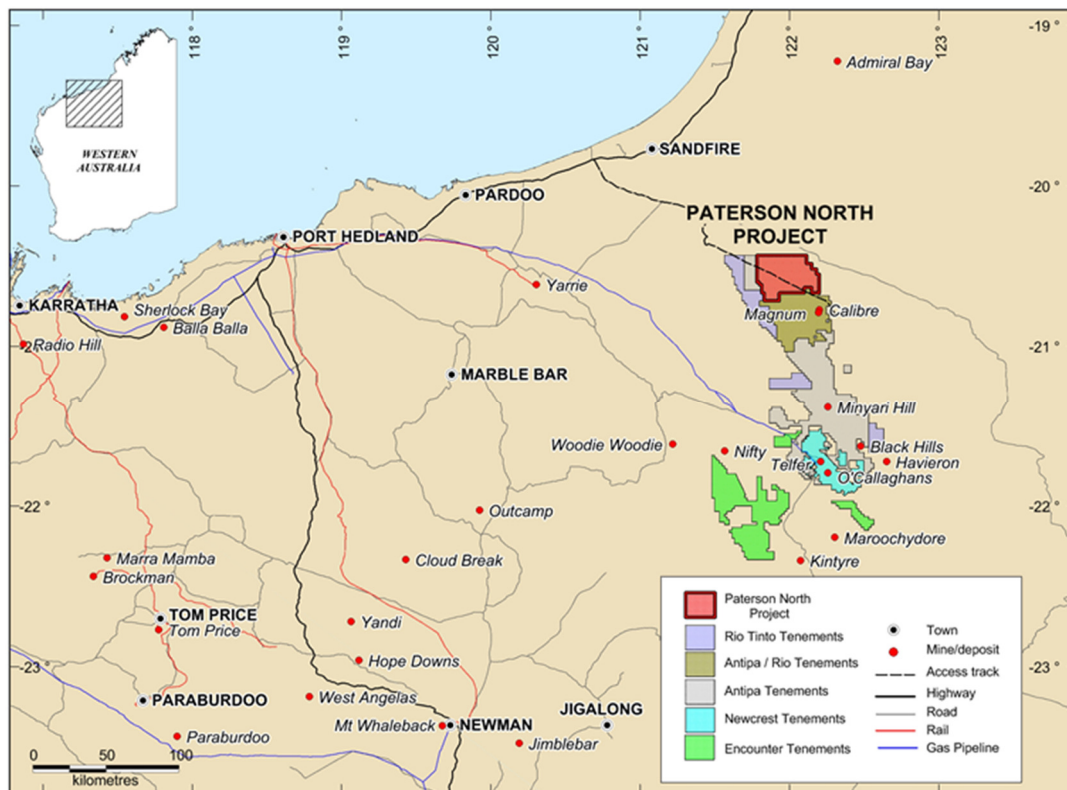 118°
119°
120°
121°
122°
123°
-19°
Admiral Bay
WESTERN
AUSTRALIA
SANDFIRE
-20°
PARDOO
PATERSON NORTH
PROJECT
PORT HEDLAND
Yarrie
KARRATHA
Sherlock Bay
Balla Balla
Magnum
Calibre
Radio Hill
-21°
-21°
MARBLE BAR
Minyari Hill
Woodie Woodie
Nifty
Black Hills
Telfer
Havieron
O'Callaghans
-22°
-22°
Outcamp
Maroochydore
Marra Mamba
Cloud Break
Kintyre
Brockman
TOM PRICE
Tom Price
Yandi
Hope Downs
-23°
-23°
PARABURDOO
West Angelas
JIGALONG
Mt Whaleback
NEWMAN
Paraburdoo
Jimblebar
0 50 100
kilometres
Paterson North
Project
Rio Tinto Tenements
Antipa / Rio Tenements
Antipa Tenements
Newcrest Tenements
Encounter Tenements
Town
Mine/deposit
Access track
Highway
Road
Rail
Gas Pipeline
-20°